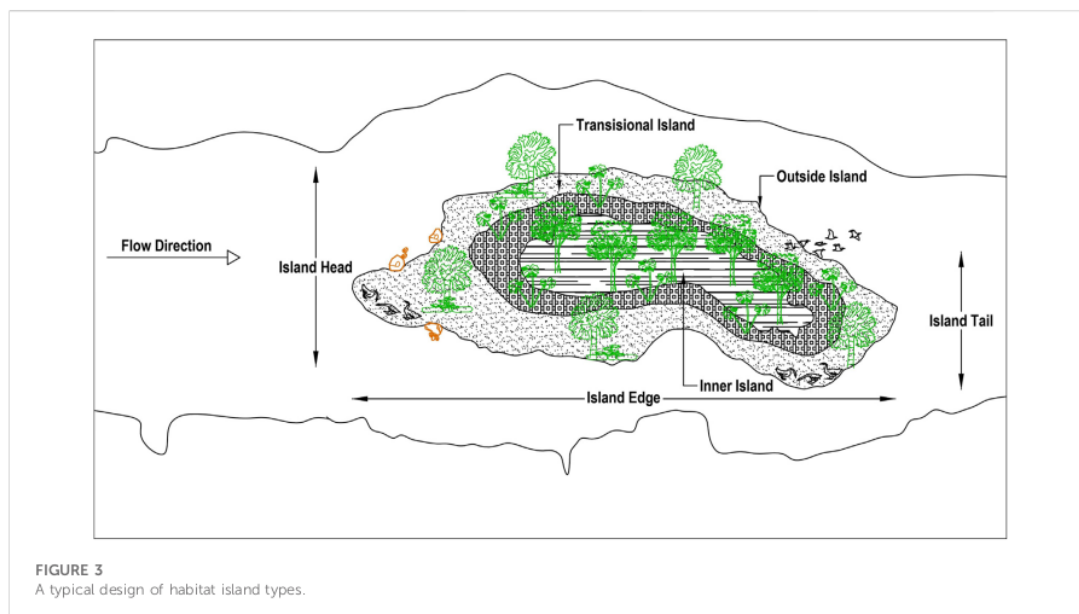 Transisional Island
Outside Island
Flow Direction
Island Head
Island Tail
Inner Island
Island Edge
FIGURE 3
A typical design of habitat island types.